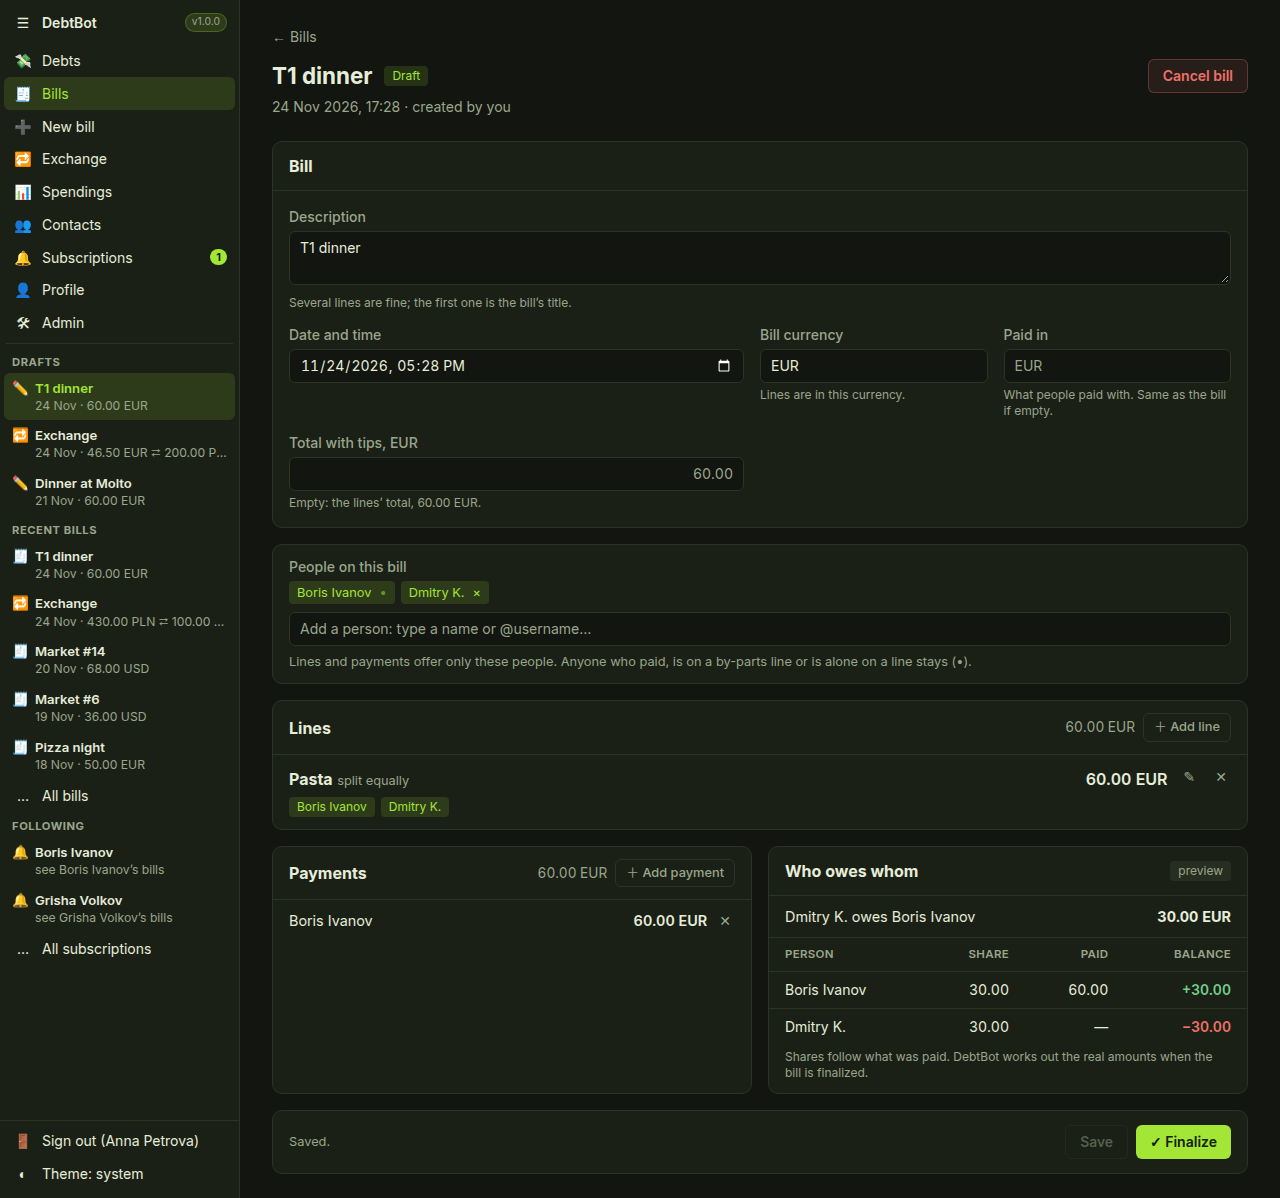 DebtBot
v1.0.0
Debts
Bills
New bill
Exchange
Spendings
Contacts
Subscriptions
1
Profile
Admin
DRAFTS
T1 dinner
24 Nov · 60.00 EUR
Exchange
24 Nov · 46.50 EUR ⇄ 200.00 P…
Dinner at Molto
21 Nov · 60.00 EUR
RECENT BILLS
T1 dinner
24 Nov · 60.00 EUR
Exchange
24 Nov · 430.00 PLN ⇄ 100.00 …
Market #14
20 Nov · 68.00 USD
Market #6
19 Nov · 36.00 USD
Pizza night
18 Nov · 50.00 EUR
… All bills
FOLLOWING
Boris Ivanov
see Boris Ivanov’s bills
Grisha Volkov
see Grisha Volkov’s bills
… All subscriptions
Sign out (Anna Petrova)
Theme: system
← Bills
T1 dinner
Draft
Cancel bill
24 Nov 2026, 17:28 · created by you
Bill
Description
T1 dinner
Several lines are fine; the first one is the bill’s title.
Date and time
Bill currency
Paid in
11/24/2026, 05:28 PM
EUR
EUR
Lines are in this currency.
What people paid with. Same as the bill
if empty.
Total with tips, EUR
60.00
Empty: the lines’ total, 60.00 EUR.
People on this bill
Boris Ivanov •
Dmitry K. ×
Add a person: type a name or @username…
Lines and payments offer only these people. Anyone who paid, is on a by-parts line or is alone on a line stays (•).
Lines
60.00 EUR
+ Add line
Pasta split equally
60.00 EUR
✎ ✕
Boris Ivanov
Dmitry K.
Payments
60.00 EUR
+ Add payment
Boris Ivanov
60.00 EUR
✕
Who owes whom
preview
Dmitry K. owes Boris Ivanov
30.00 EUR
PERSON SHARE PAID BALANCE
Boris Ivanov 30.00 60.00 +30.00
Dmitry K. 30.00 — −30.00
Shares follow what was paid. DebtBot works out the real amounts when the
bill is finalized.
Saved.
Save
✓ Finalize